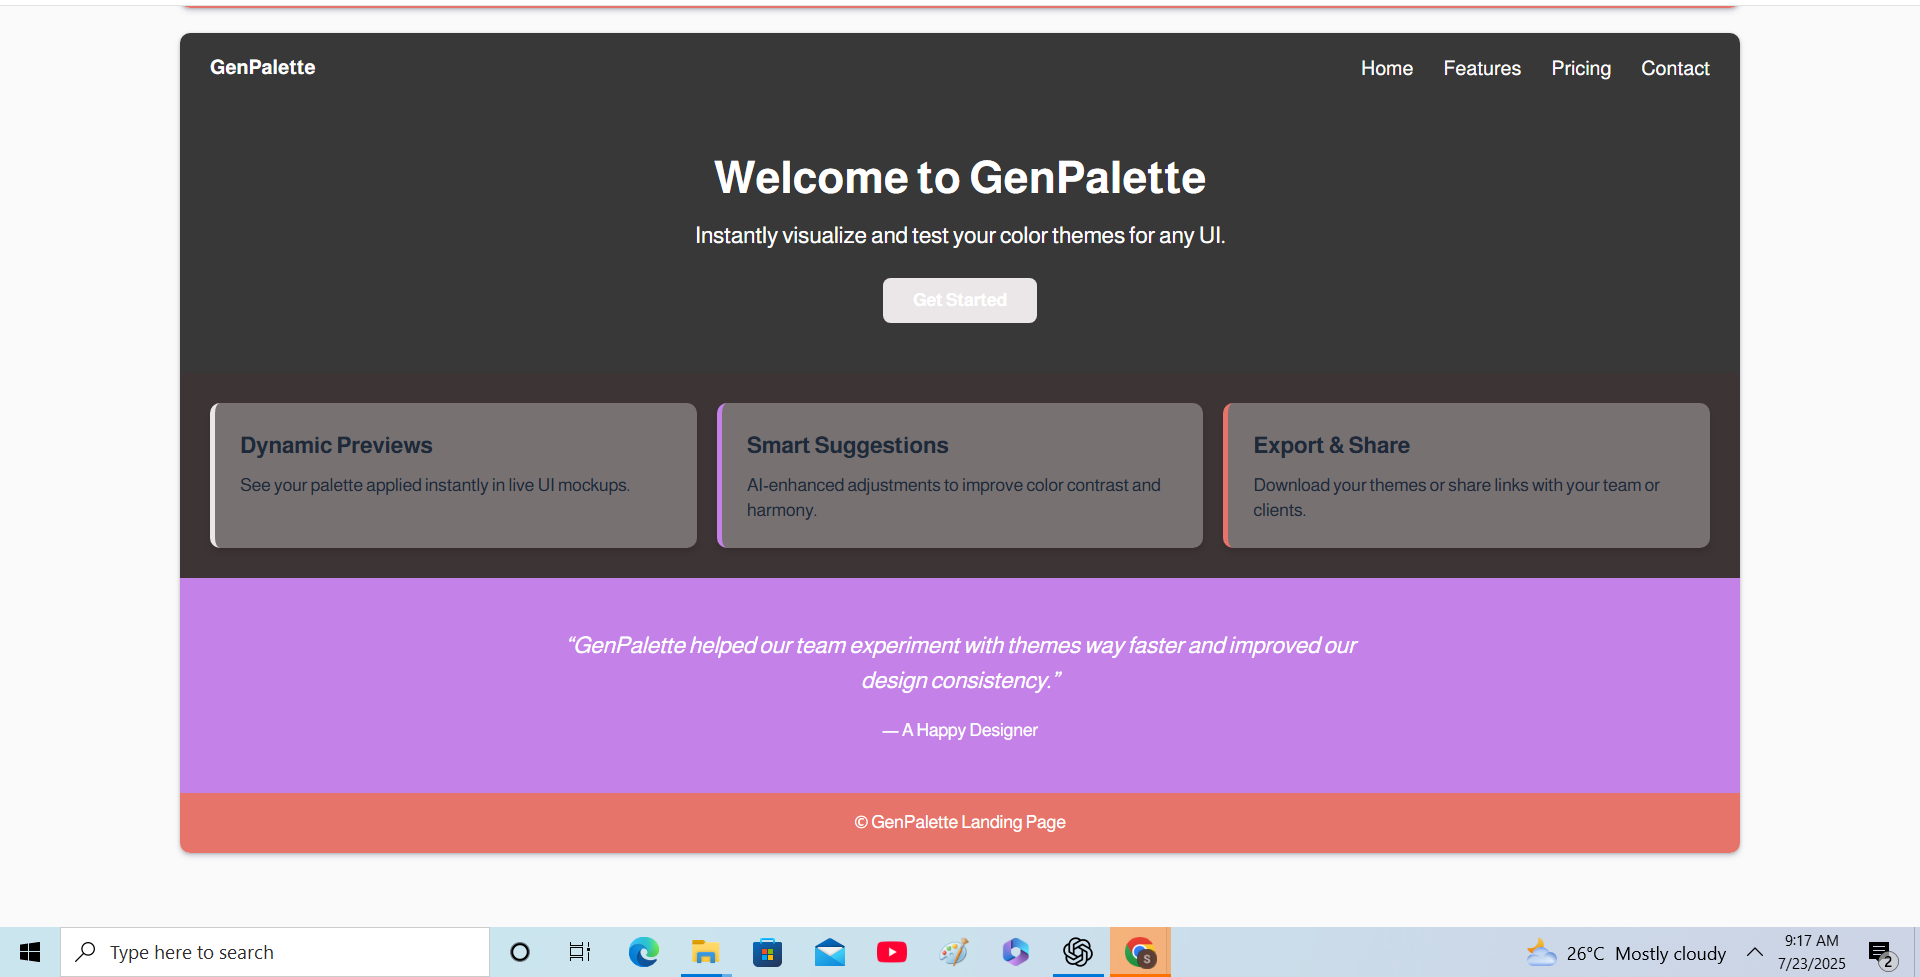 GenPalette
Home Features Pricing Contact
Welcome to GenPalette
Instantly visualize and test your color themes for any UI.
Get Started
Dynamic Previews
See your palette applied instantly in live UI mockups.
Smart Suggestions
AI-enhanced adjustments to improve color contrast and
harmony.
Export & Share
Download your themes or share links with your team or
clients.
“GenPalette helped our team experiment with themes way faster and improved our
design consistency.”
— A Happy Designer
© GenPalette Landing Page
Type here to search
S
26°C Mostly cloudy
9:17 AM
7/23/2025
2